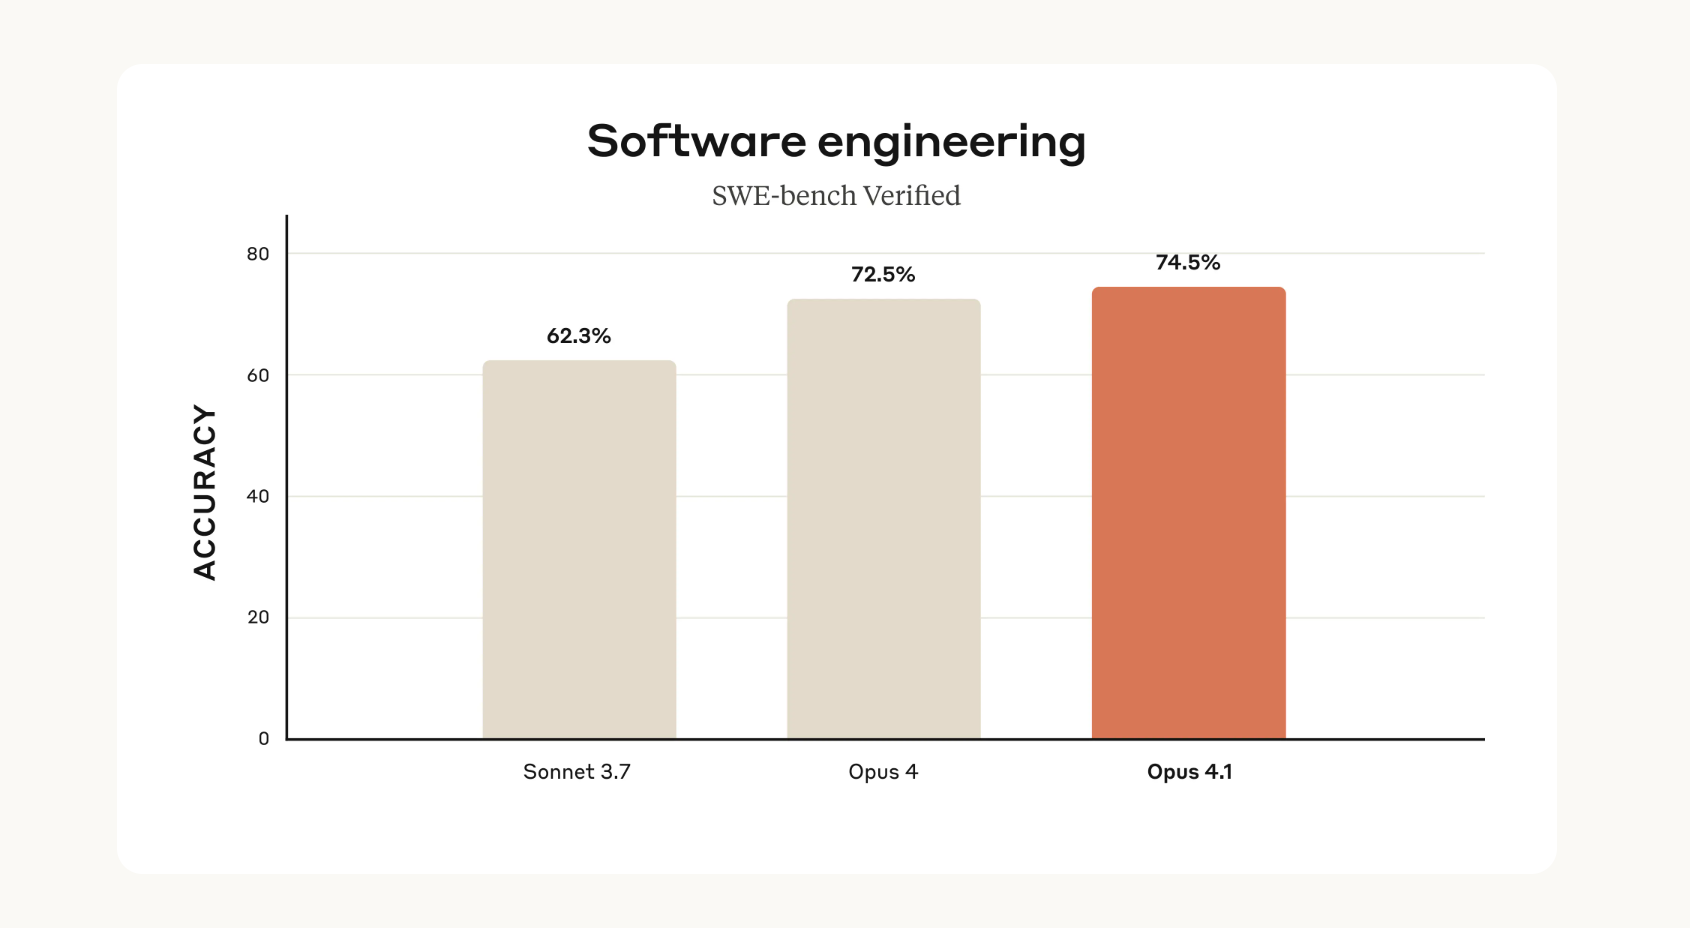 Software engineering
SWE-bench Verified
ACCURACY
80
60
40
20
0
62.3%
72.5%
74.5%
Sonnet 3.7
Opus 4
Opus 4.1